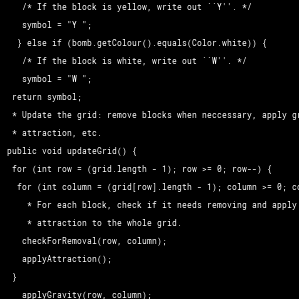 /* If the block is yellow, write out ``Y''. */
symbol = "Y ";
} else if (bomb.getColour().equals(Color.white)) {
/* If the block is white, write out ``W''. */
symbol = "W ";
return symbol;
* Update the grid: remove blocks when neccessary, apply
* attraction, etc.
public void updateGrid() {
for (int row = (grid.length - 1); row >= 0; row--) {
for (int column = (grid[row].length - 1); column >= 0;
* For each block, check if it needs removing and apply
* attraction to the whole grid.
checkForRemoval(row, column);
applyAttraction();
}
applyGravity(row, column);